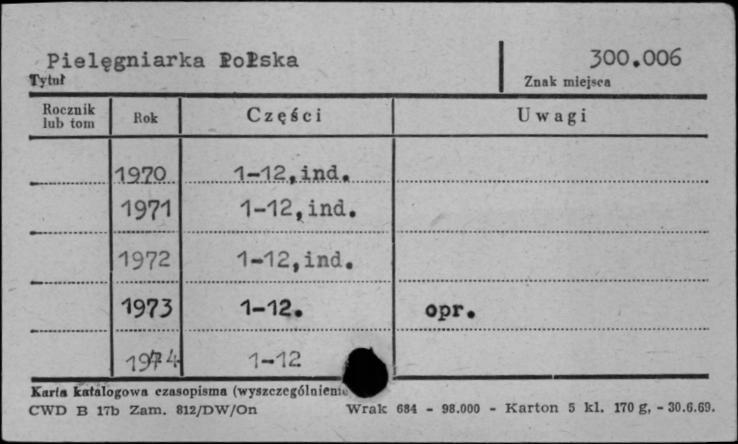 Pielęgniarka Polska 300.006
Tytuł Znak miejsca
Rocznik lub tom Rok Części Uwagi
1970 1-12,ind.
1971 1-12,ind.
1972 1-12,ind.
1973 1-12. opr.
1974 1-12
Karta katalogowa czasopisma (wyszczególnienie
CWD B 17b Zam. 812/DW/On Wrak 684 - 98.000 - Karton 5 kl. 170 g, - 30.6.69.